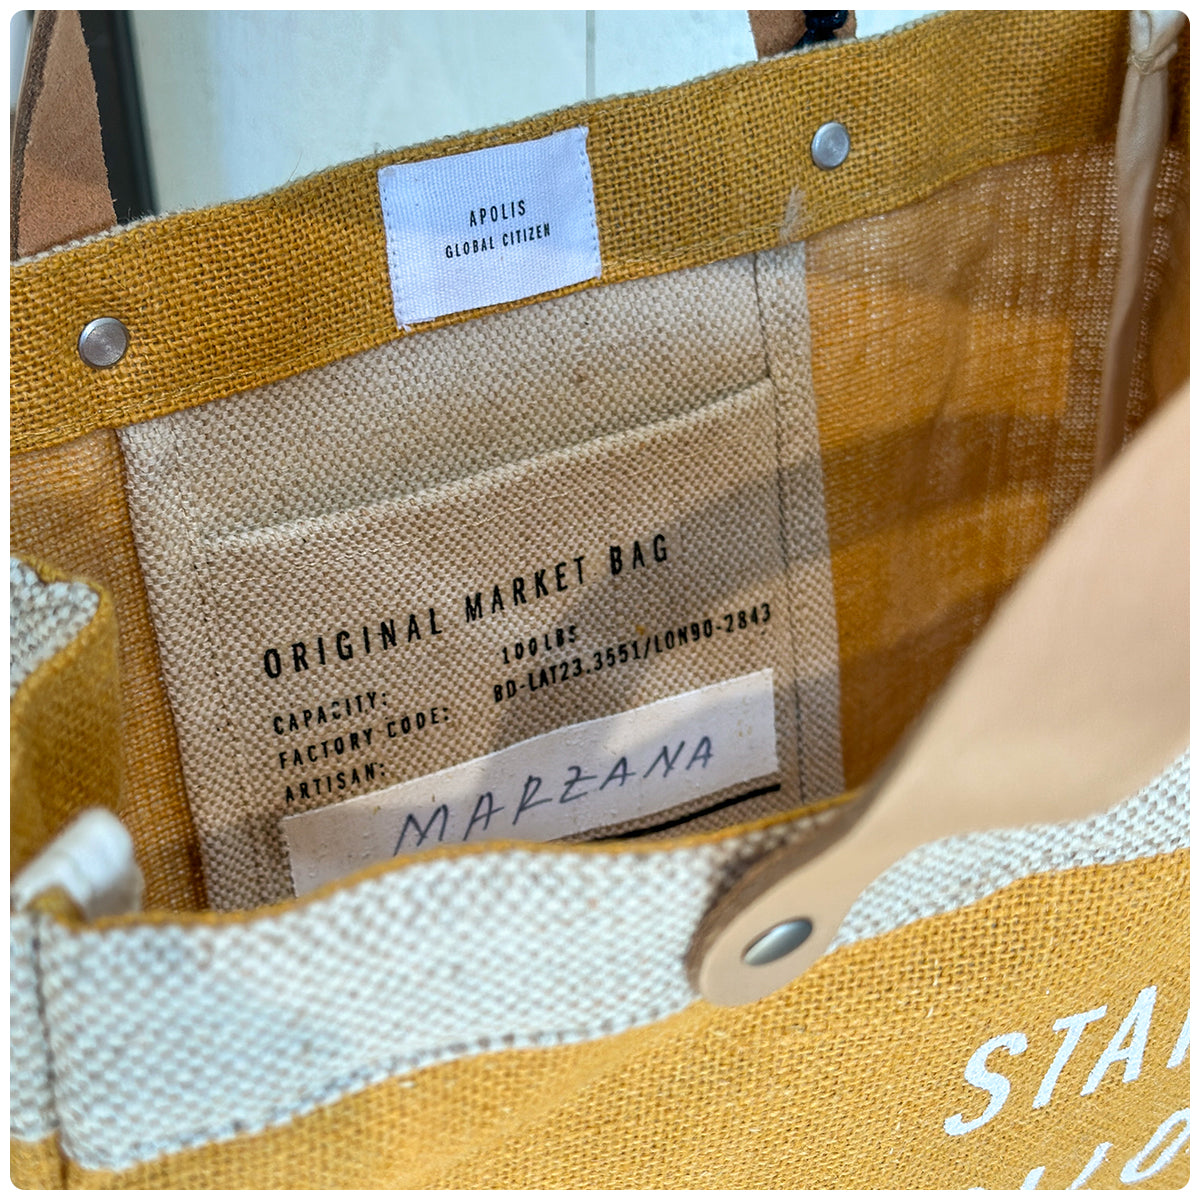 APOLIS
GLOBAL CITIZEN
ORIGINAL MARKET BAG
CAPACITY: 100LBS
FACTORY CODE: BD-LAT23.3551/LON90-2843
ARTISAN: MARZANA